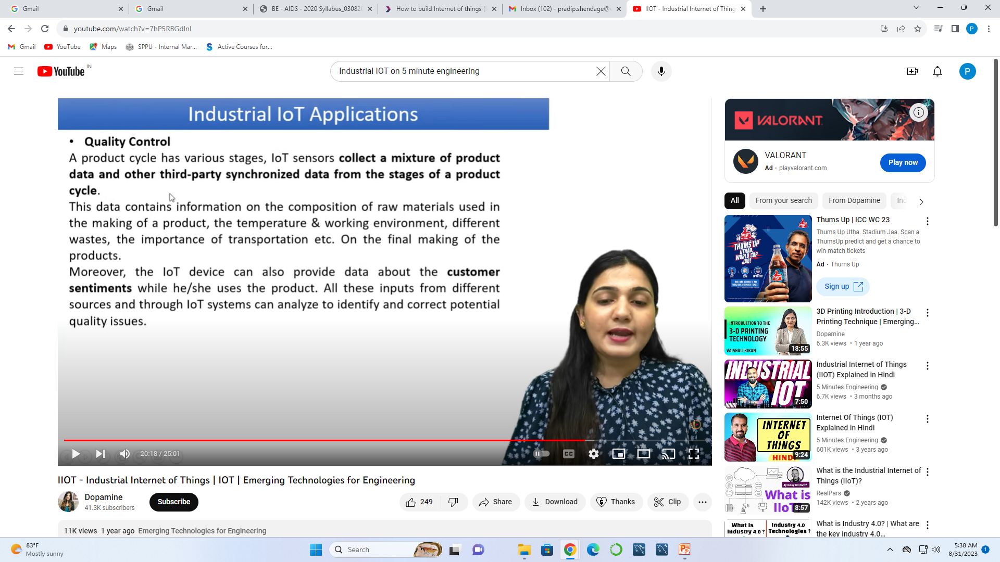 Gmail
Gmail
BE - AIDS - 2020 Syllabus_03082
How to build Internet of things (
Inbox (102) - pradip.shendage@
IIOT - Industrial Internet of Thing
youtube.com/watch?v=7hP5RBGdInI
P
Gmail
YouTube
Maps
SPPU - Internal Mar...
Active Courses for...
YouTube IN
Industrial IOT on 5 minute engineering
P
Industrial IoT Applications
• Quality Control
A product cycle has various stages, IoT sensors collect a mixture of product
data and other third-party synchronized data from the stages of a product
cycle.
This data contains information on the composition of raw materials used in
the making of a product, the temperature & working environment, different
wastes, the importance of transportation etc. On the final making of the
products.
Moreover, the IoT device can also provide data about the customer
sentiments while he/she uses the product. All these inputs from different
sources and through IoT systems can analyze to identify and correct potential
quality issues.
20:18 / 25:01
CC
IIOT - Industrial Internet of Things | IOT | Emerging Technologies for Engineering
Dopamine
41.3K subscribers
Subscribe
249
Share
Download
Thanks
Clip
11K views 1 year ago Emerging Technologies for Engineering
VALORANT
VALORANT
Ad · playvalorant.com
Play now
All
From your search
From Dopamine
THUMS UP
UTHAO,
WORLD CUP
JAO!
Thums Up | ICC WC 23
Thums Up Utha. Stadium Jaa. Scan a
ThumsUp predict and get a chance to
win match tickets
Ad · Thums Up
Sign up
INTRODUCTION TO THE
3-D PRINTING
TECHNOLOGY
VAISHALI KIKAN
18:55
3D Printing Introduction | 3-D
Printing Technique | Emerging...
Dopamine
6.3K views • 1 year ago
INDUSTRIAL
IOT
HINDI
7:50
Industrial Internet of Things
(IIOT) Explained in Hindi
5 Minutes Engineering
6.7K views • 3 months ago
INTERNET
OF
THINGS
HINDI
9:24
Internet Of Things (IOT)
Explained in Hindi
5 Minutes Engineering
601K views • 3 years ago
By Wally Gastreich
What is
IIoT
8:57
What is the Industrial Internet of
Things (IIoT)?
RealPars
142K views • 2 years ago
What Is
Industry 4.0 ?
Industry 4.0
Technologies ?
What is Industry 4.0? | What are
the key Industry 4.0...
83°F
Mostly sunny
Search
5:38 AM
8/31/2023
1